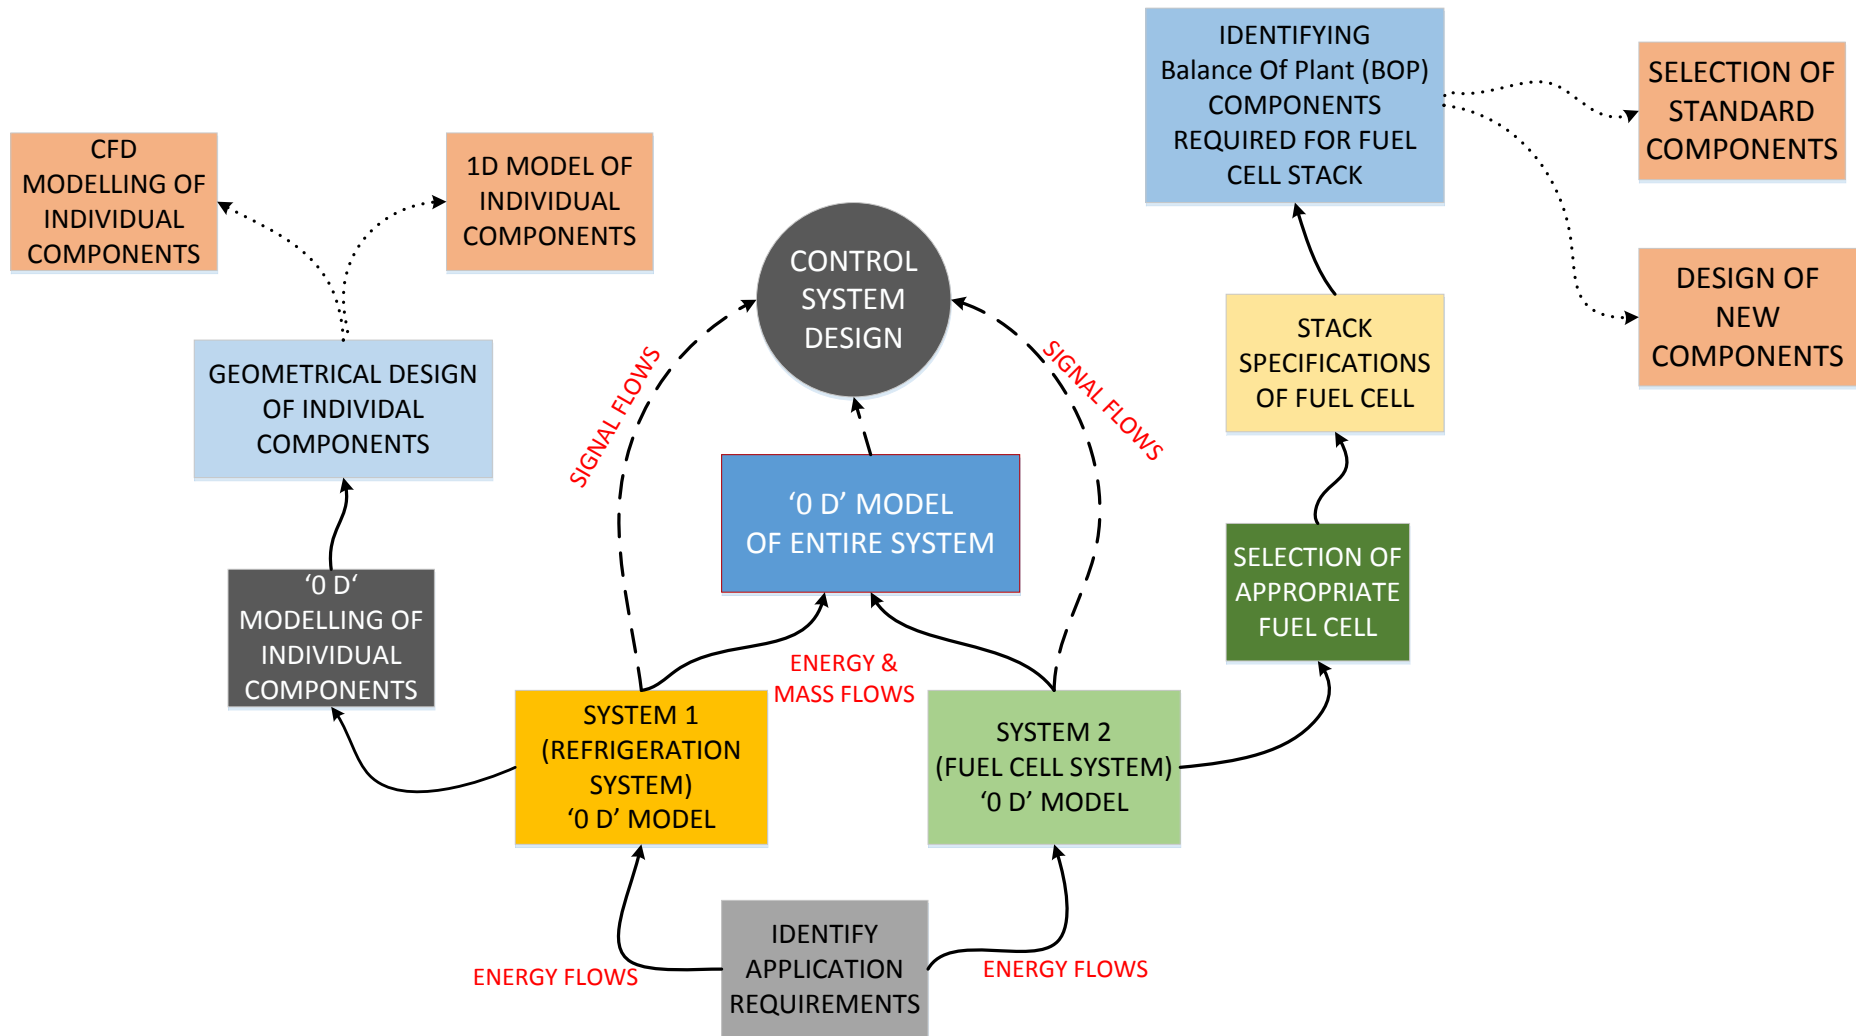 IDENTIFYING
Balance Of Plant (BOP)
COMPONENTS
REQUIRED FOR FUEL
CELL STACK
SELECTION OF
STANDARD
COMPONENTS
CFD
MODELLING OF
INDIVIDUAL
COMPONENTS
1D MODEL OF
INDIVIDUAL
COMPONENTS
CONTROL
SYSTEM
DESIGN
DESIGN OF
NEW
COMPONENTS
STACK
SPECIFICATIONS
OF FUEL CELL
GEOMETRICAL DESIGN
OF INDIVIDAL
COMPONENTS
SIGNAL FLOWS
SIGNAL FLOWS
‘0 D’ MODEL
OF ENTIRE SYSTEM
SELECTION OF
APPROPRIATE
FUEL CELL
‘0 D‘
MODELLING OF
INDIVIDUAL
COMPONENTS
ENERGY &
MASS FLOWS
SYSTEM 1
(REFRIGERATION
SYSTEM)
‘0 D’ MODEL
SYSTEM 2
(FUEL CELL SYSTEM)
‘0 D’ MODEL
IDENTIFY
APPLICATION
REQUIREMENTS
ENERGY FLOWS
ENERGY FLOWS